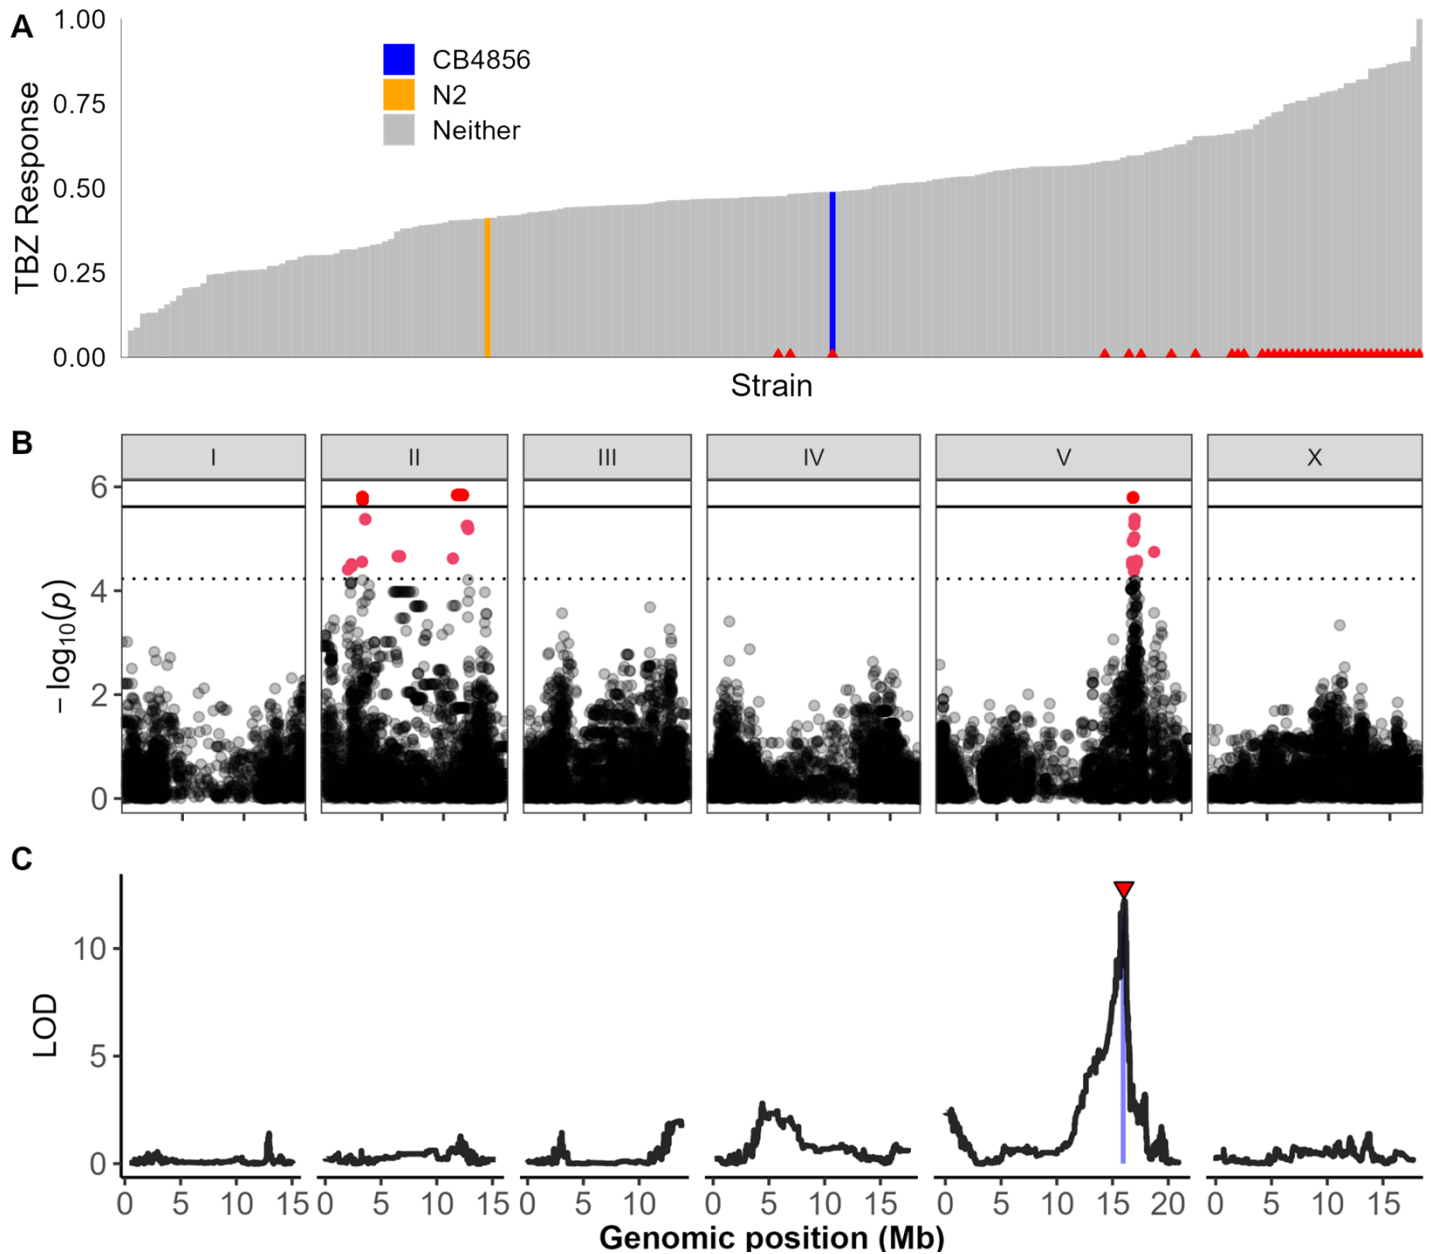 A
TBZ Response
1.00
0.75
0.50
0.25
0.00
CB4856
N2
Neither
Strain
B
I II III IV V X
−log10(p)
6
4
2
0
C
LOD
10
5
0
0 5 10 15 0 5 10 15 0 5 10 0 5 10 15 0 5 10 15 20 0 5 10 15
Genomic position (Mb)